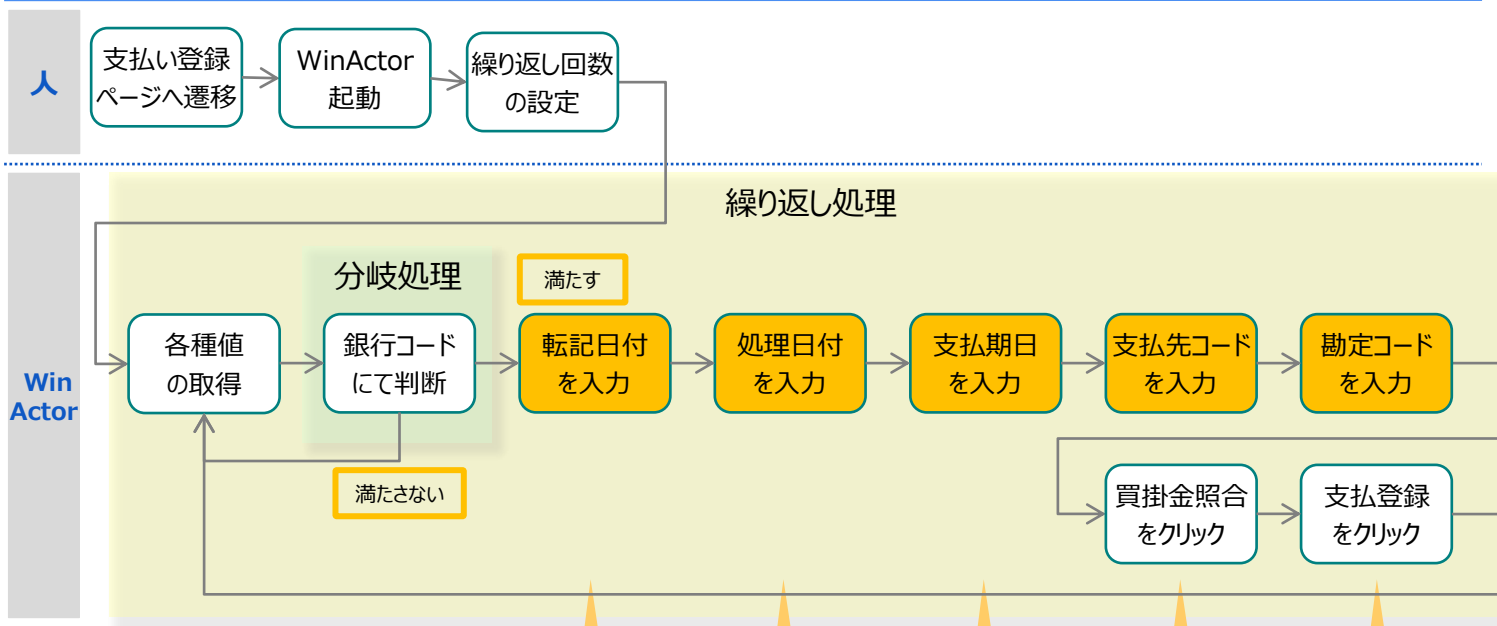 人
支払い登録
ページへ遷移
WinActor
起動
繰り返し回数
の設定
Win
Actor
繰り返し処理
分岐処理
満たす
各種値
の取得
銀行コード
にて判断
転記日付
を入力
処理日付
を入力
支払期日
を入力
支払先コード
を入力
勘定コード
を入力
満たさない
買掛金照合
をクリック
支払登録
をクリック